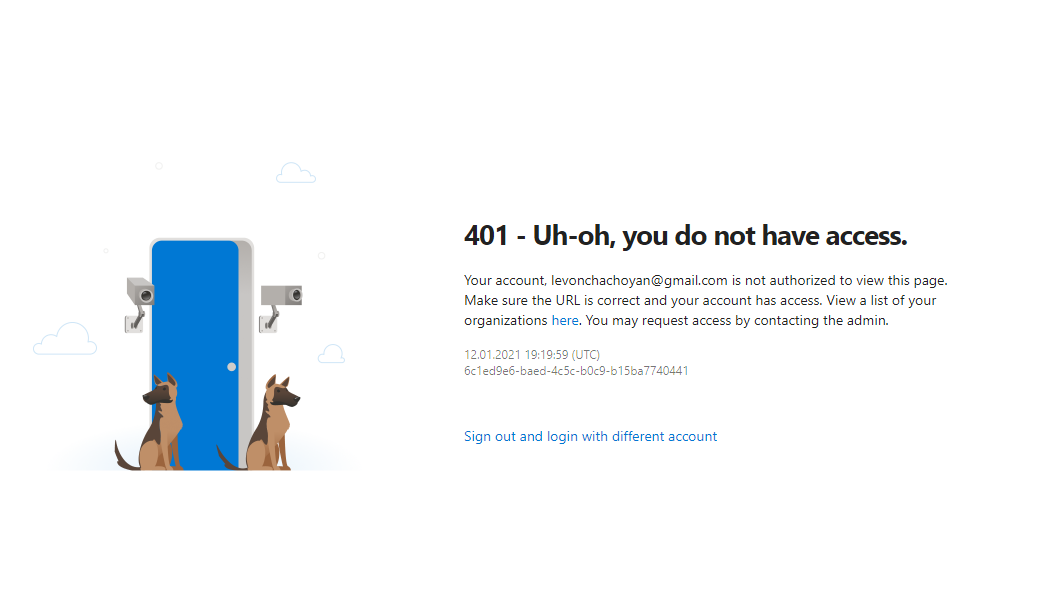 401 - Uh-oh, you do not have access.
Your account, levonchachoyan@gmail.com is not authorized to view this page.
Make sure the URL is correct and your account has access. View a list of your
organizations here. You may request access by contacting the admin.
12.01.2021 19:19:59 (UTC)
6c1ed9e6-baed-4c5c-b0c9-b15ba7740441
Sign out and login with different account